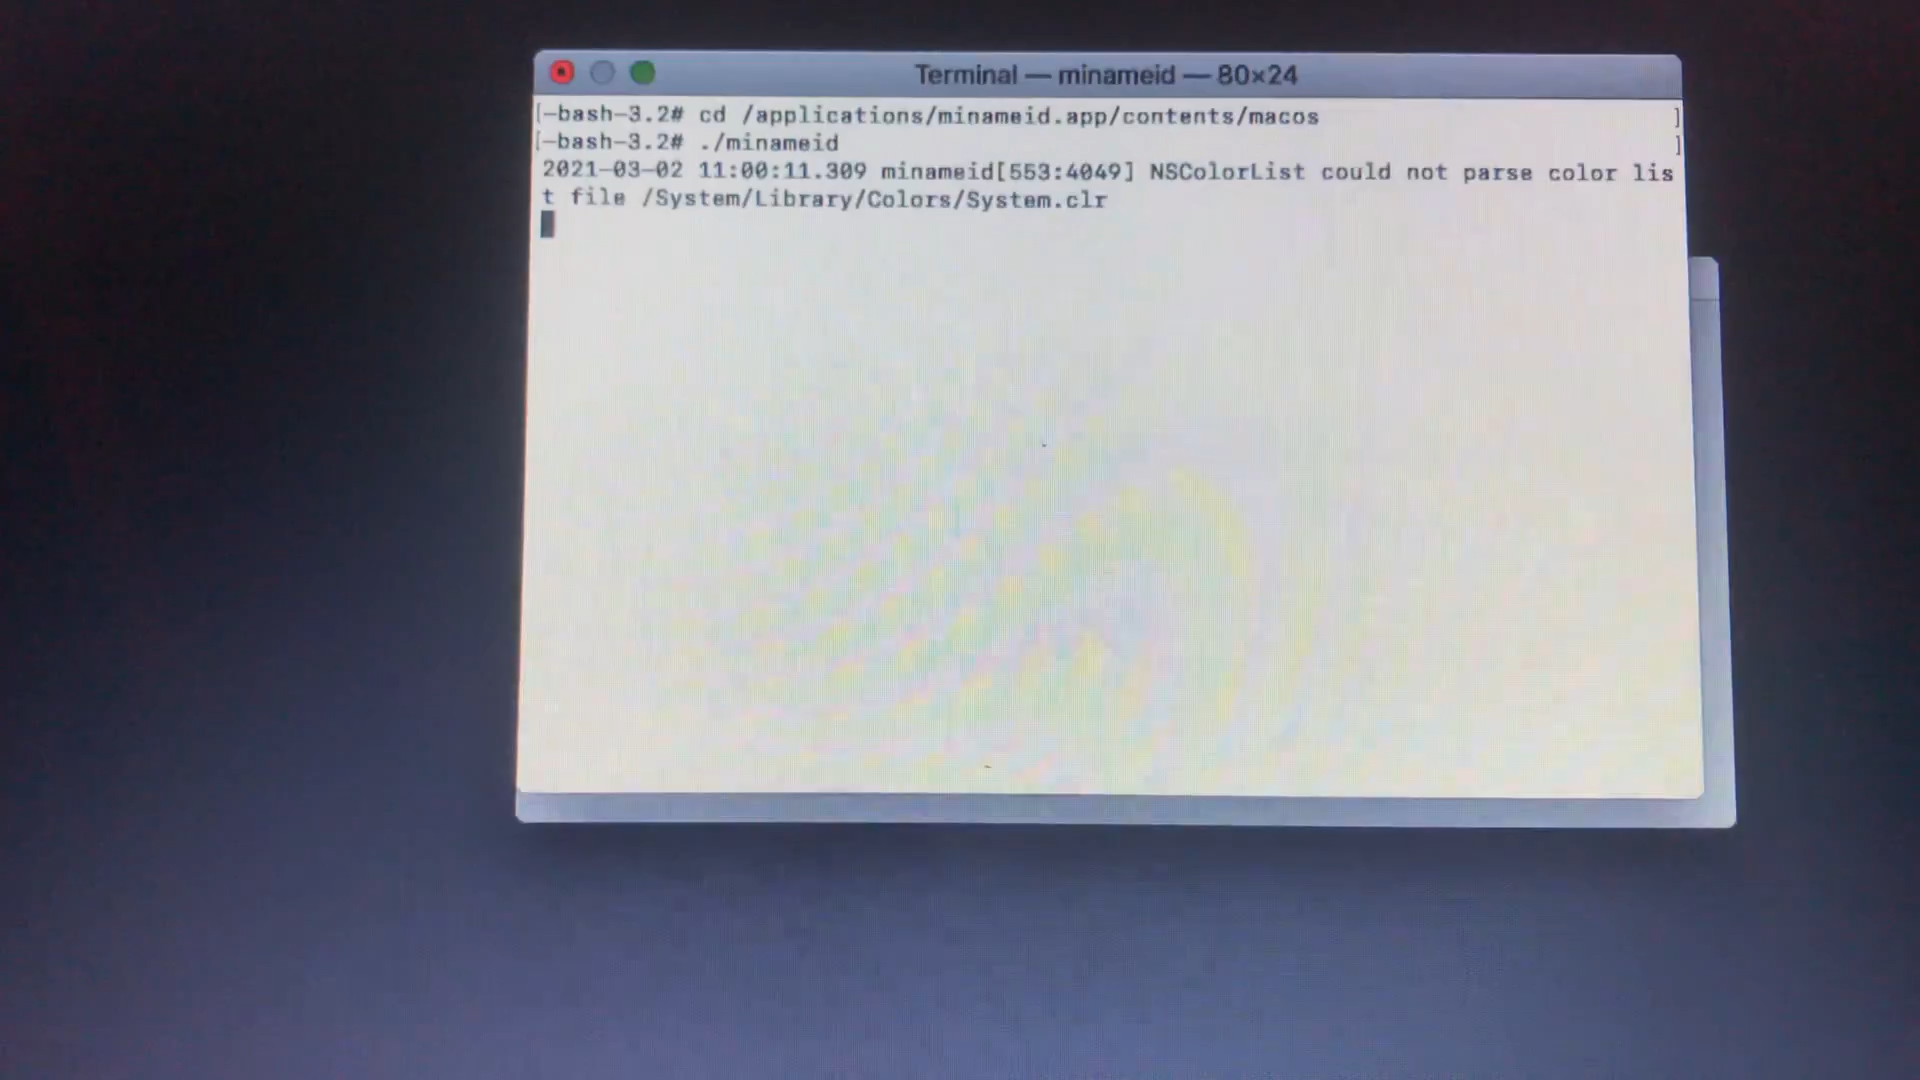 Terminal — minameid — 80×24
[-bash-3.2# cd /applications/minameid.app/contents/macos ]
[-bash-3.2# ./minameid ]
2021-03-02 11:00:11.309 minameid[553:4049] NSColorList could not parse color lis
t file /System/Library/Colors/System.clr